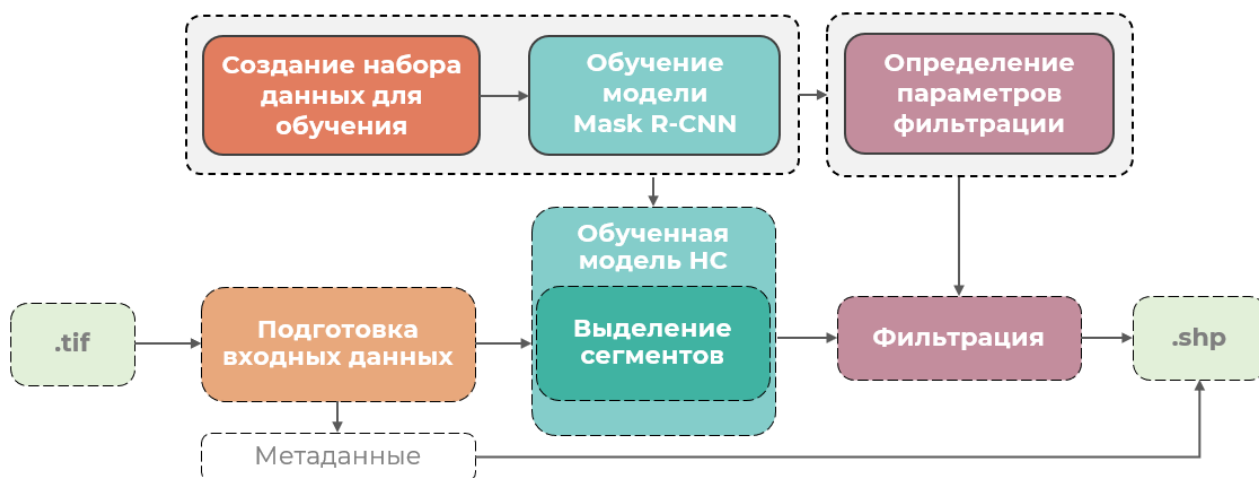 Создание набора
данных для
обучения
Обучение
модели
Mask R-CNN
Определение
параметров
фильтрации
Обученная
модель НС
.tif
Подготовка
входных данных
Выделение
сегментов
Фильтрация
.shp
Метаданные